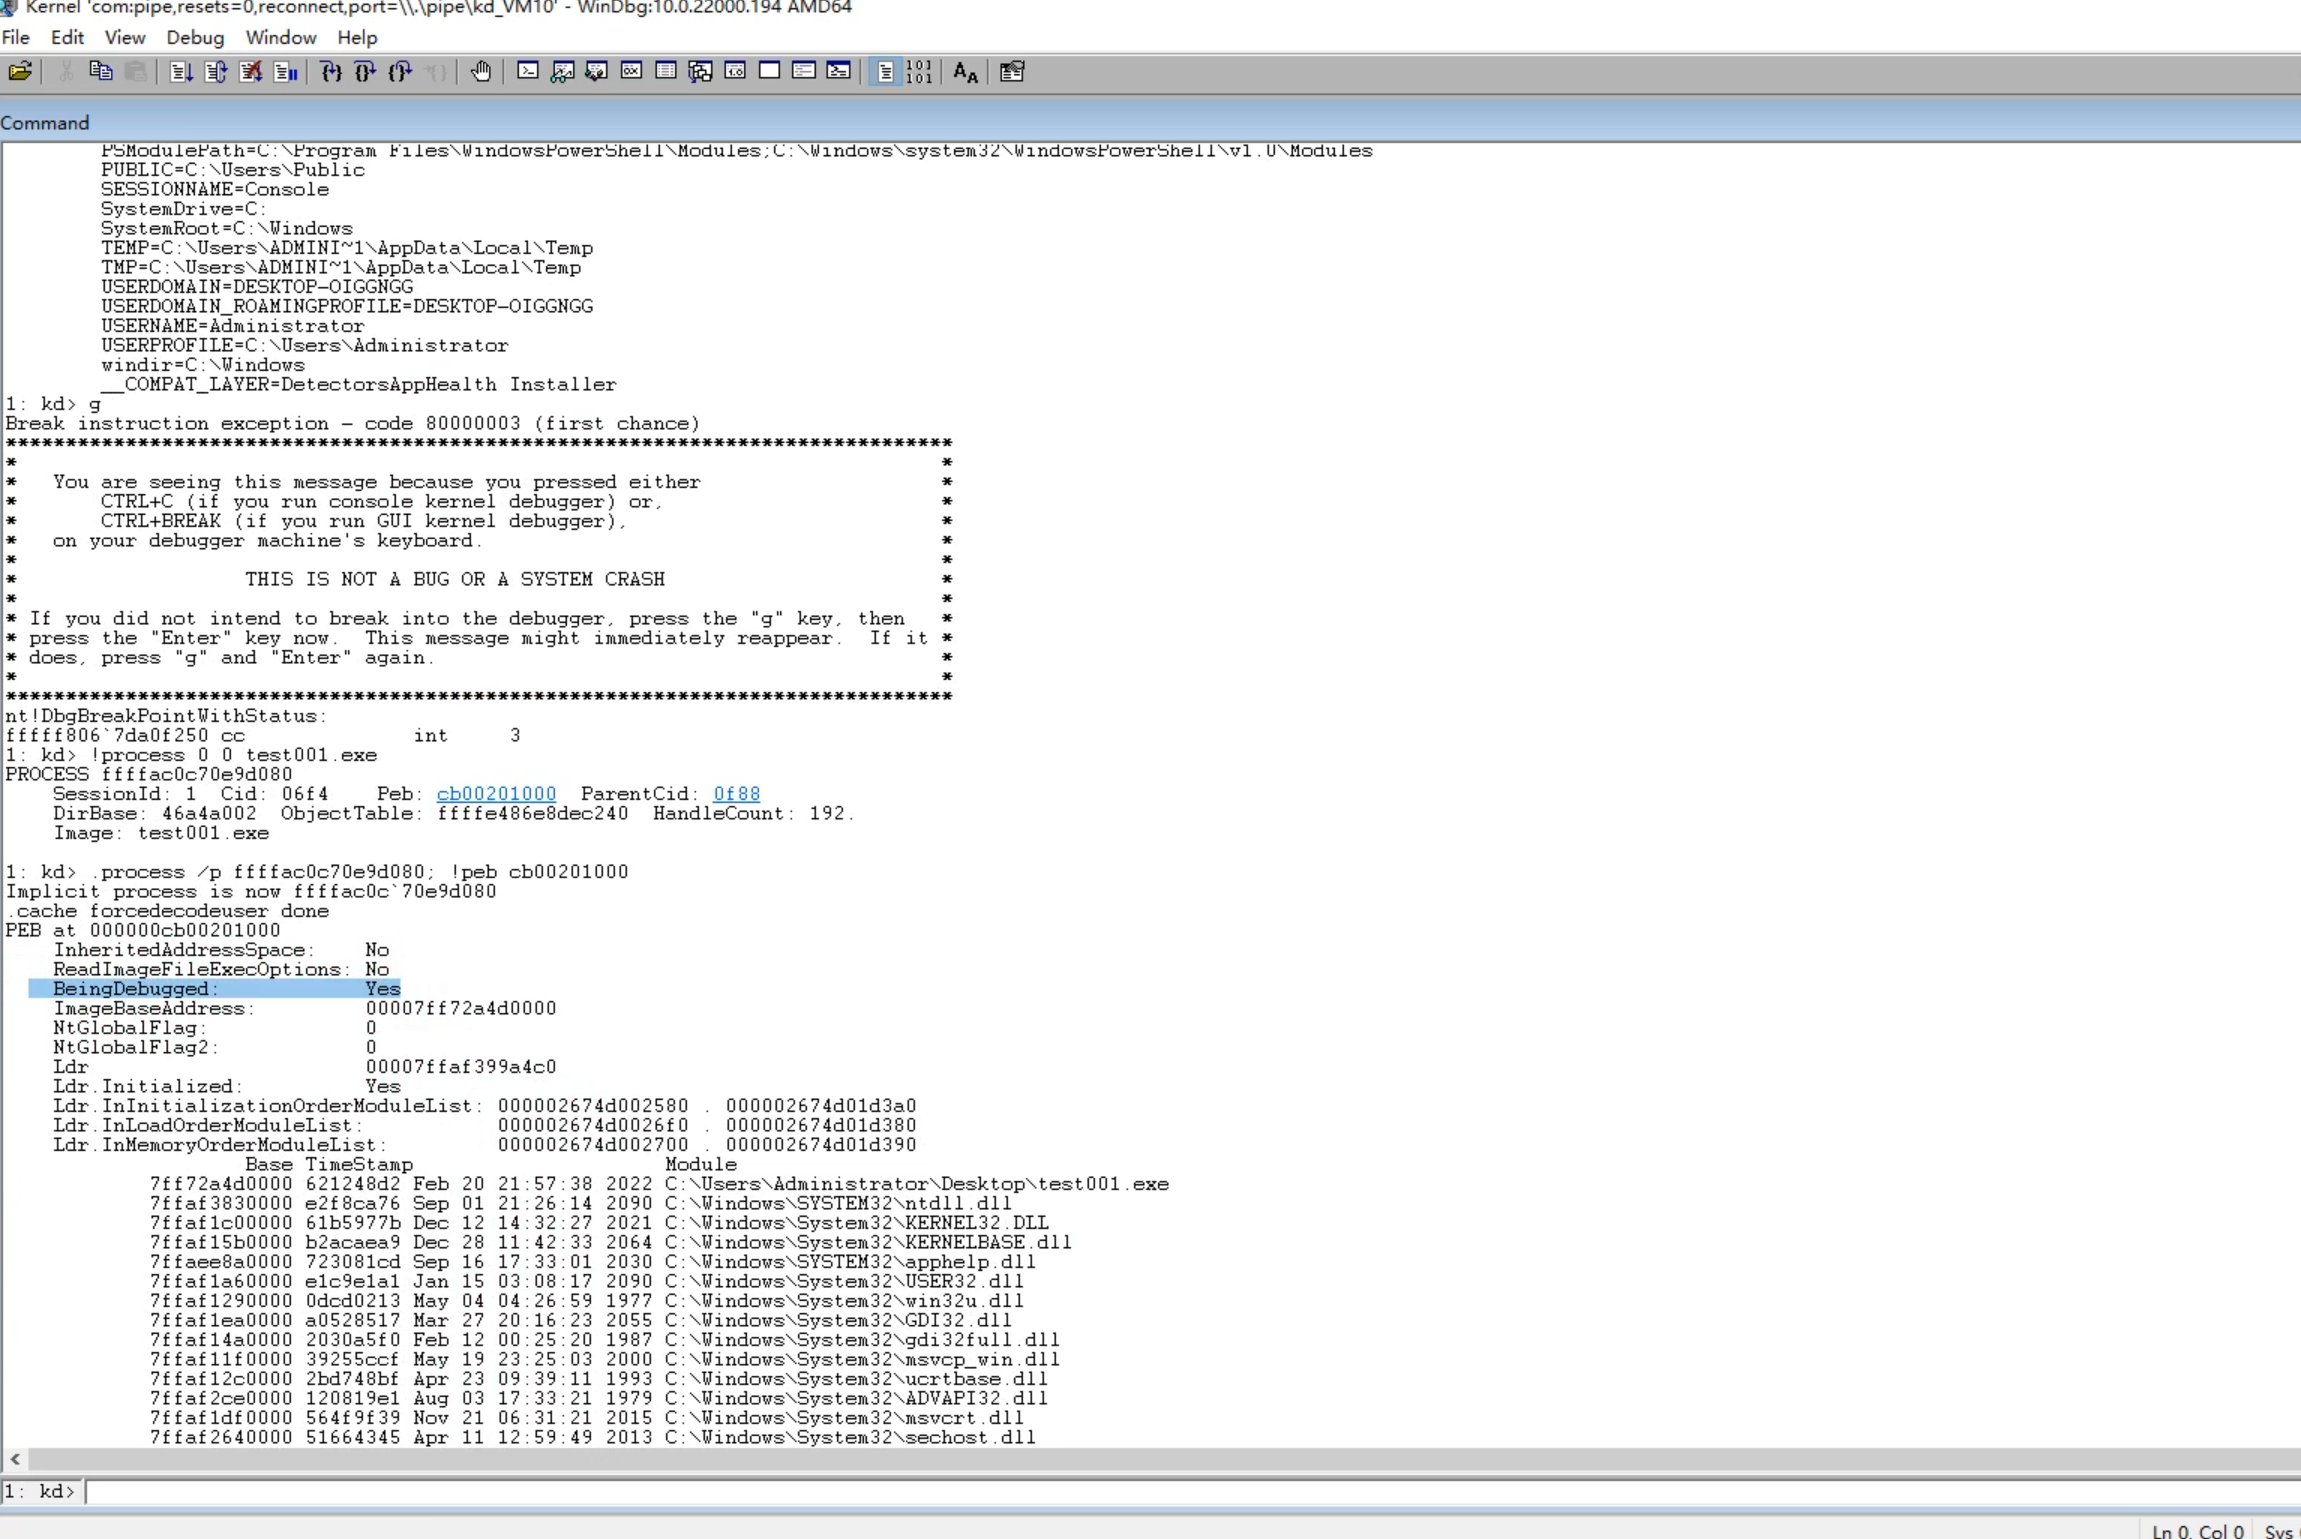 Kernel 'com:pipe,resets=0,reconnect,port=\\.\pipe\kd_VM10' - WinDbg:10.0.22000.194 AMD64
File Edit View Debug Window Help
Command
PSModulePath=C:\Program Files\WindowsPowerShell\Modules;C:\Windows\system32\WindowsPowerShell\v1.0\Modules
PUBLIC=C:\Users\Public
SESSIONNAME=Console
SystemDrive=C:
SystemRoot=C:\Windows
TEMP=C:\Users\ADMINI~1\AppData\Local\Temp
TMP=C:\Users\ADMINI~1\AppData\Local\Temp
USERDOMAIN=DESKTOP-OIGGNGG
USERDOMAIN_ROAMINGPROFILE=DESKTOP-OIGGNGG
USERNAME=Administrator
USERPROFILE=C:\Users\Administrator
windir=C:\Windows
__COMPAT_LAYER=DetectorsAppHealth Installer
1: kd> g
Break instruction exception - code 80000003 (first chance)
*******************************************************************************
*                                                                             *
*   You are seeing this message because you pressed either                    *
*       CTRL+C (if you run console kernel debugger) or,                       *
*       CTRL+BREAK (if you run GUI kernel debugger),                          *
*   on your debugger machine's keyboard.                                      *
*                                                                             *
*                   THIS IS NOT A BUG OR A SYSTEM CRASH                       *
*                                                                             *
* If you did not intend to break into the debugger, press the "g" key, then   *
* press the "Enter" key now.  This message might immediately reappear.  If it *
* does, press "g" and "Enter" again.                                          *
*                                                                             *
*******************************************************************************
nt!DbgBreakPointWithStatus:
fffff806`7da0f250 cc              int     3
1: kd> !process 0 0 test001.exe
PROCESS ffffac0c70e9d080
SessionId: 1  Cid: 06f4    Peb: cb00201000  ParentCid: 0f88
DirBase: 46a4a002  ObjectTable: ffffe486e8dec240  HandleCount: 192.
Image: test001.exe
1: kd> .process /p ffffac0c70e9d080; !peb cb00201000
Implicit process is now ffffac0c`70e9d080
.cache forcedecodeuser done
PEB at 000000cb00201000
InheritedAddressSpace:    No
ReadImageFileExecOptions: No
BeingDebugged:            Yes
ImageBaseAddress:         00007ff72a4d0000
NtGlobalFlag:             0
NtGlobalFlag2:            0
Ldr                       00007ffaf399a4c0
Ldr.Initialized:          Yes
Ldr.InInitializationOrderModuleList: 000002674d002580 . 000002674d01d3a0
Ldr.InLoadOrderModuleList:           000002674d0026f0 . 000002674d01d380
Ldr.InMemoryOrderModuleList:         000002674d002700 . 000002674d01d390
Base TimeStamp                     Module
7ff72a4d0000 621248d2 Feb 20 21:57:38 2022 C:\Users\Administrator\Desktop\test001.exe
7ffaf3830000 e2f8ca76 Sep 01 21:26:14 2090 C:\Windows\SYSTEM32\ntdll.dll
7ffaf1c00000 61b5977b Dec 12 14:32:27 2021 C:\Windows\System32\KERNEL32.DLL
7ffaf15b0000 b2acaea9 Dec 28 11:42:33 2064 C:\Windows\System32\KERNELBASE.dll
7ffaee8a0000 723081cd Sep 16 17:33:01 2030 C:\Windows\SYSTEM32\apphelp.dll
7ffaf1a60000 e1c9e1a1 Jan 15 03:08:17 2090 C:\Windows\System32\USER32.dll
7ffaf1290000 0dcd0213 May 04 04:26:59 1977 C:\Windows\System32\win32u.dll
7ffaf1ea0000 a0528517 Mar 27 20:16:23 2055 C:\Windows\System32\GDI32.dll
7ffaf14a0000 2030a5f0 Feb 12 00:25:20 1987 C:\Windows\System32\gdi32full.dll
7ffaf11f0000 39255ccf May 19 23:25:03 2000 C:\Windows\System32\msvcp_win.dll
7ffaf12c0000 2bd748bf Apr 23 09:39:11 1993 C:\Windows\System32\ucrtbase.dll
7ffaf2ce0000 120819e1 Aug 03 17:33:21 1979 C:\Windows\System32\ADVAPI32.dll
7ffaf1df0000 564f9f39 Nov 21 06:31:21 2015 C:\Windows\System32\msvcrt.dll
7ffaf2640000 51664345 Apr 11 12:59:49 2013 C:\Windows\System32\sechost.dll
1: kd>
Ln 0, Col 0 Sys